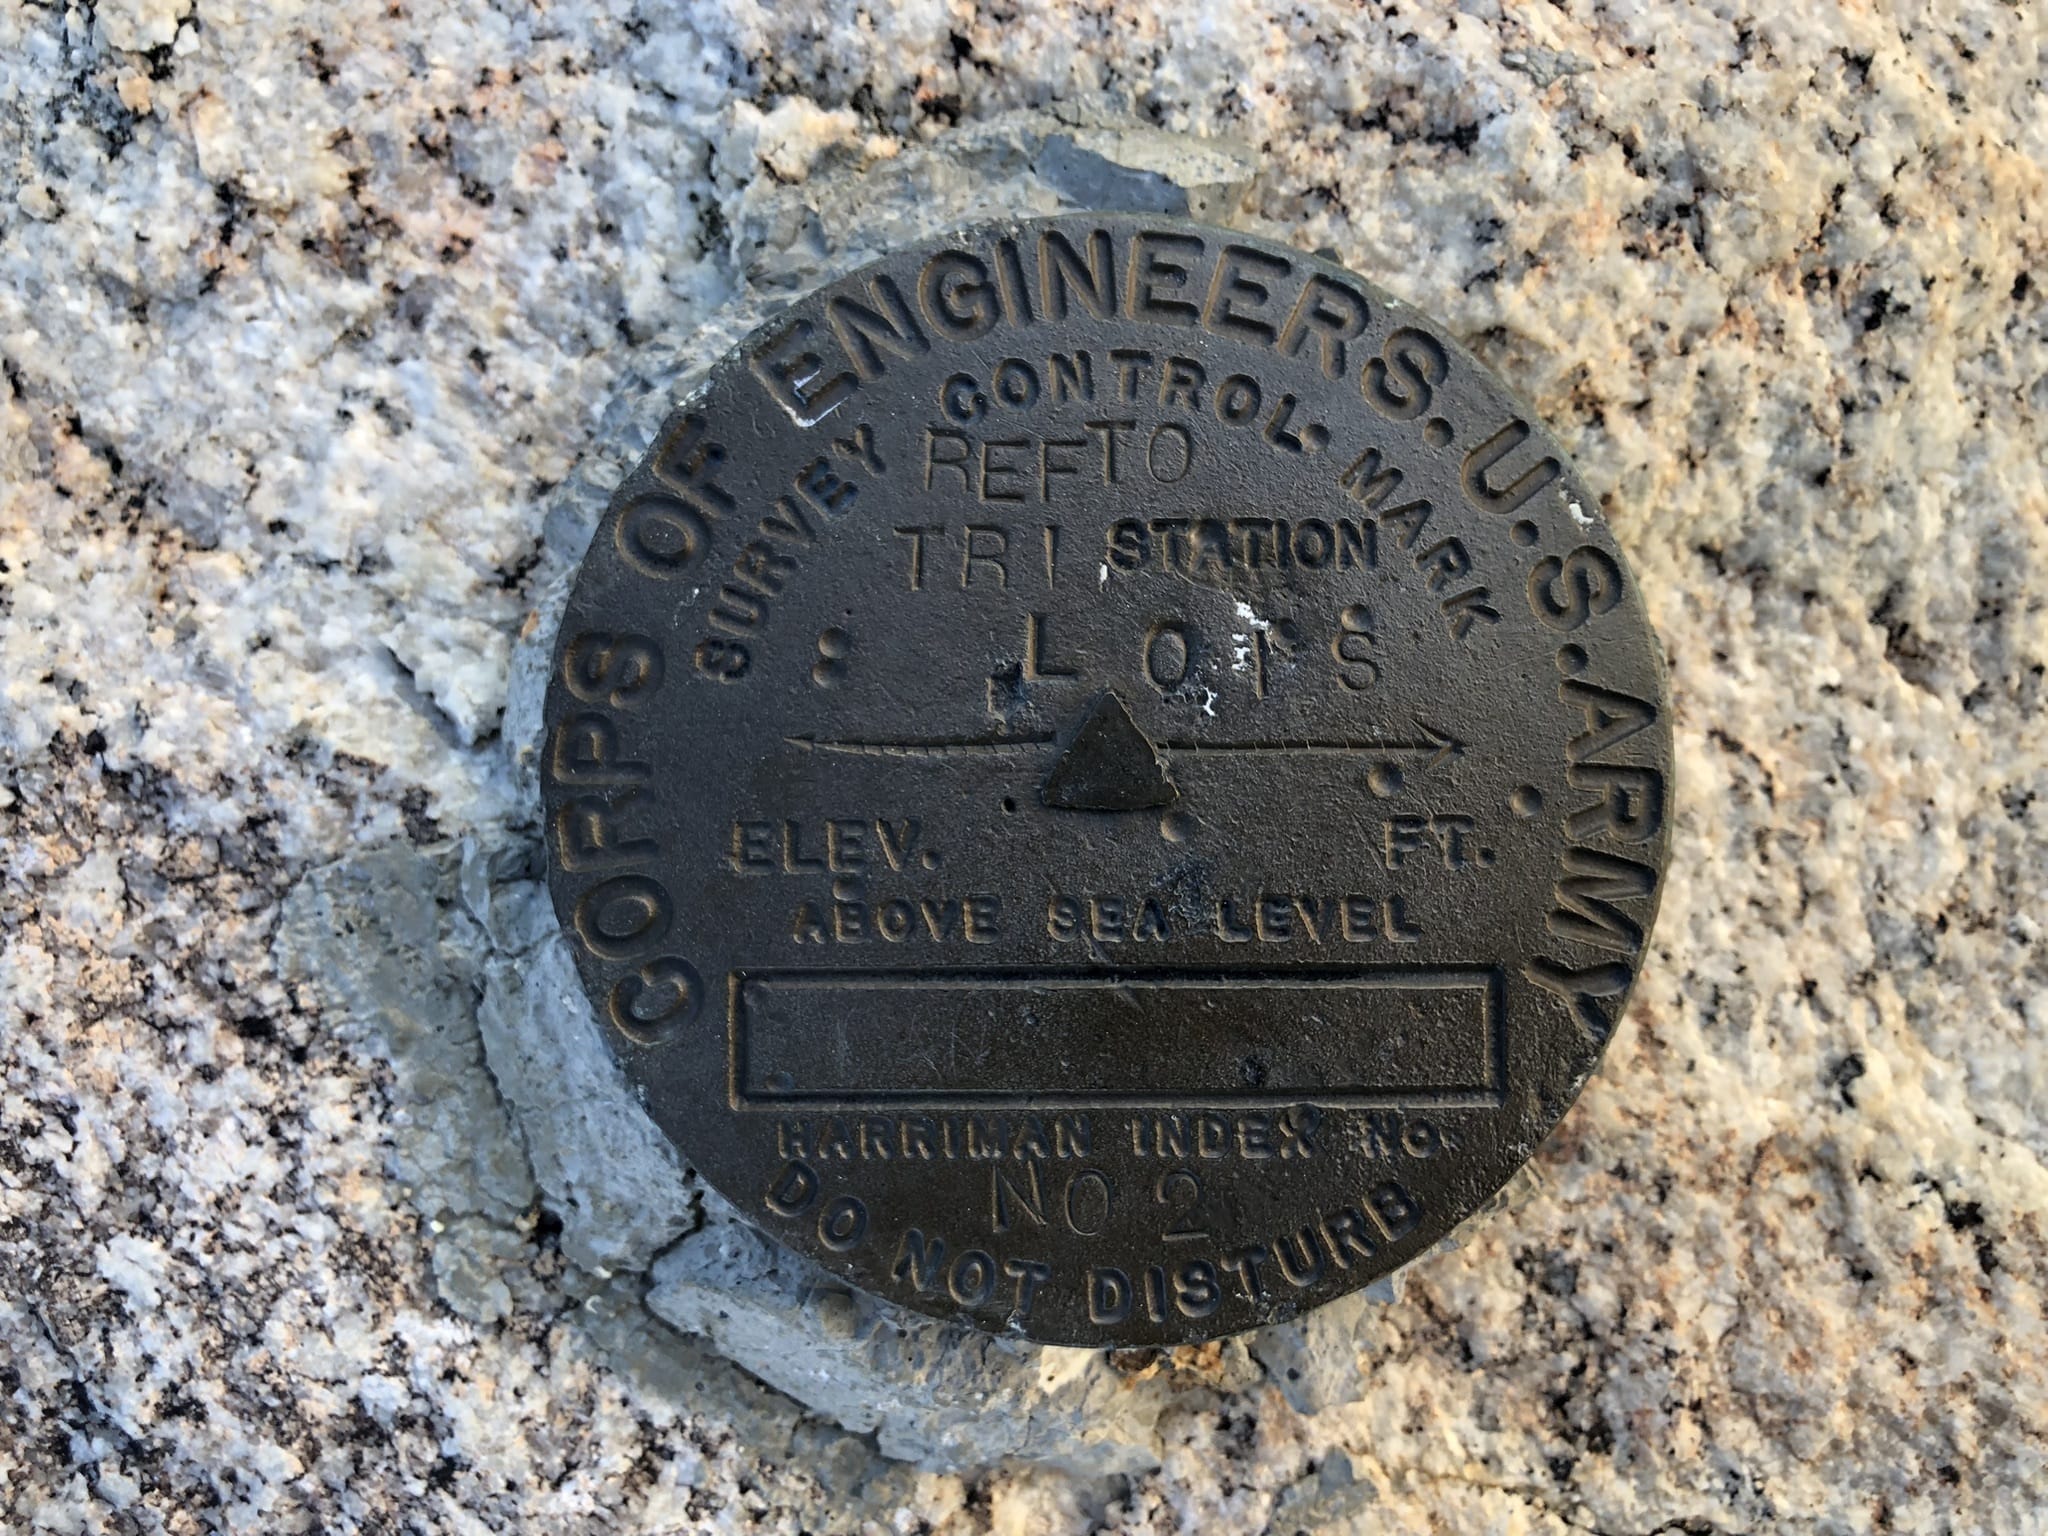 CORPS OF ENGINEERS. U.S. ARMY
SURVEY CONTROL. MARK
REF TO
TRI STATION
LOIS
ELEV. FT.
ABOVE SEA LEVEL
HARRIMAN INDEX NO.
NO 2
DO NOT DISTURB